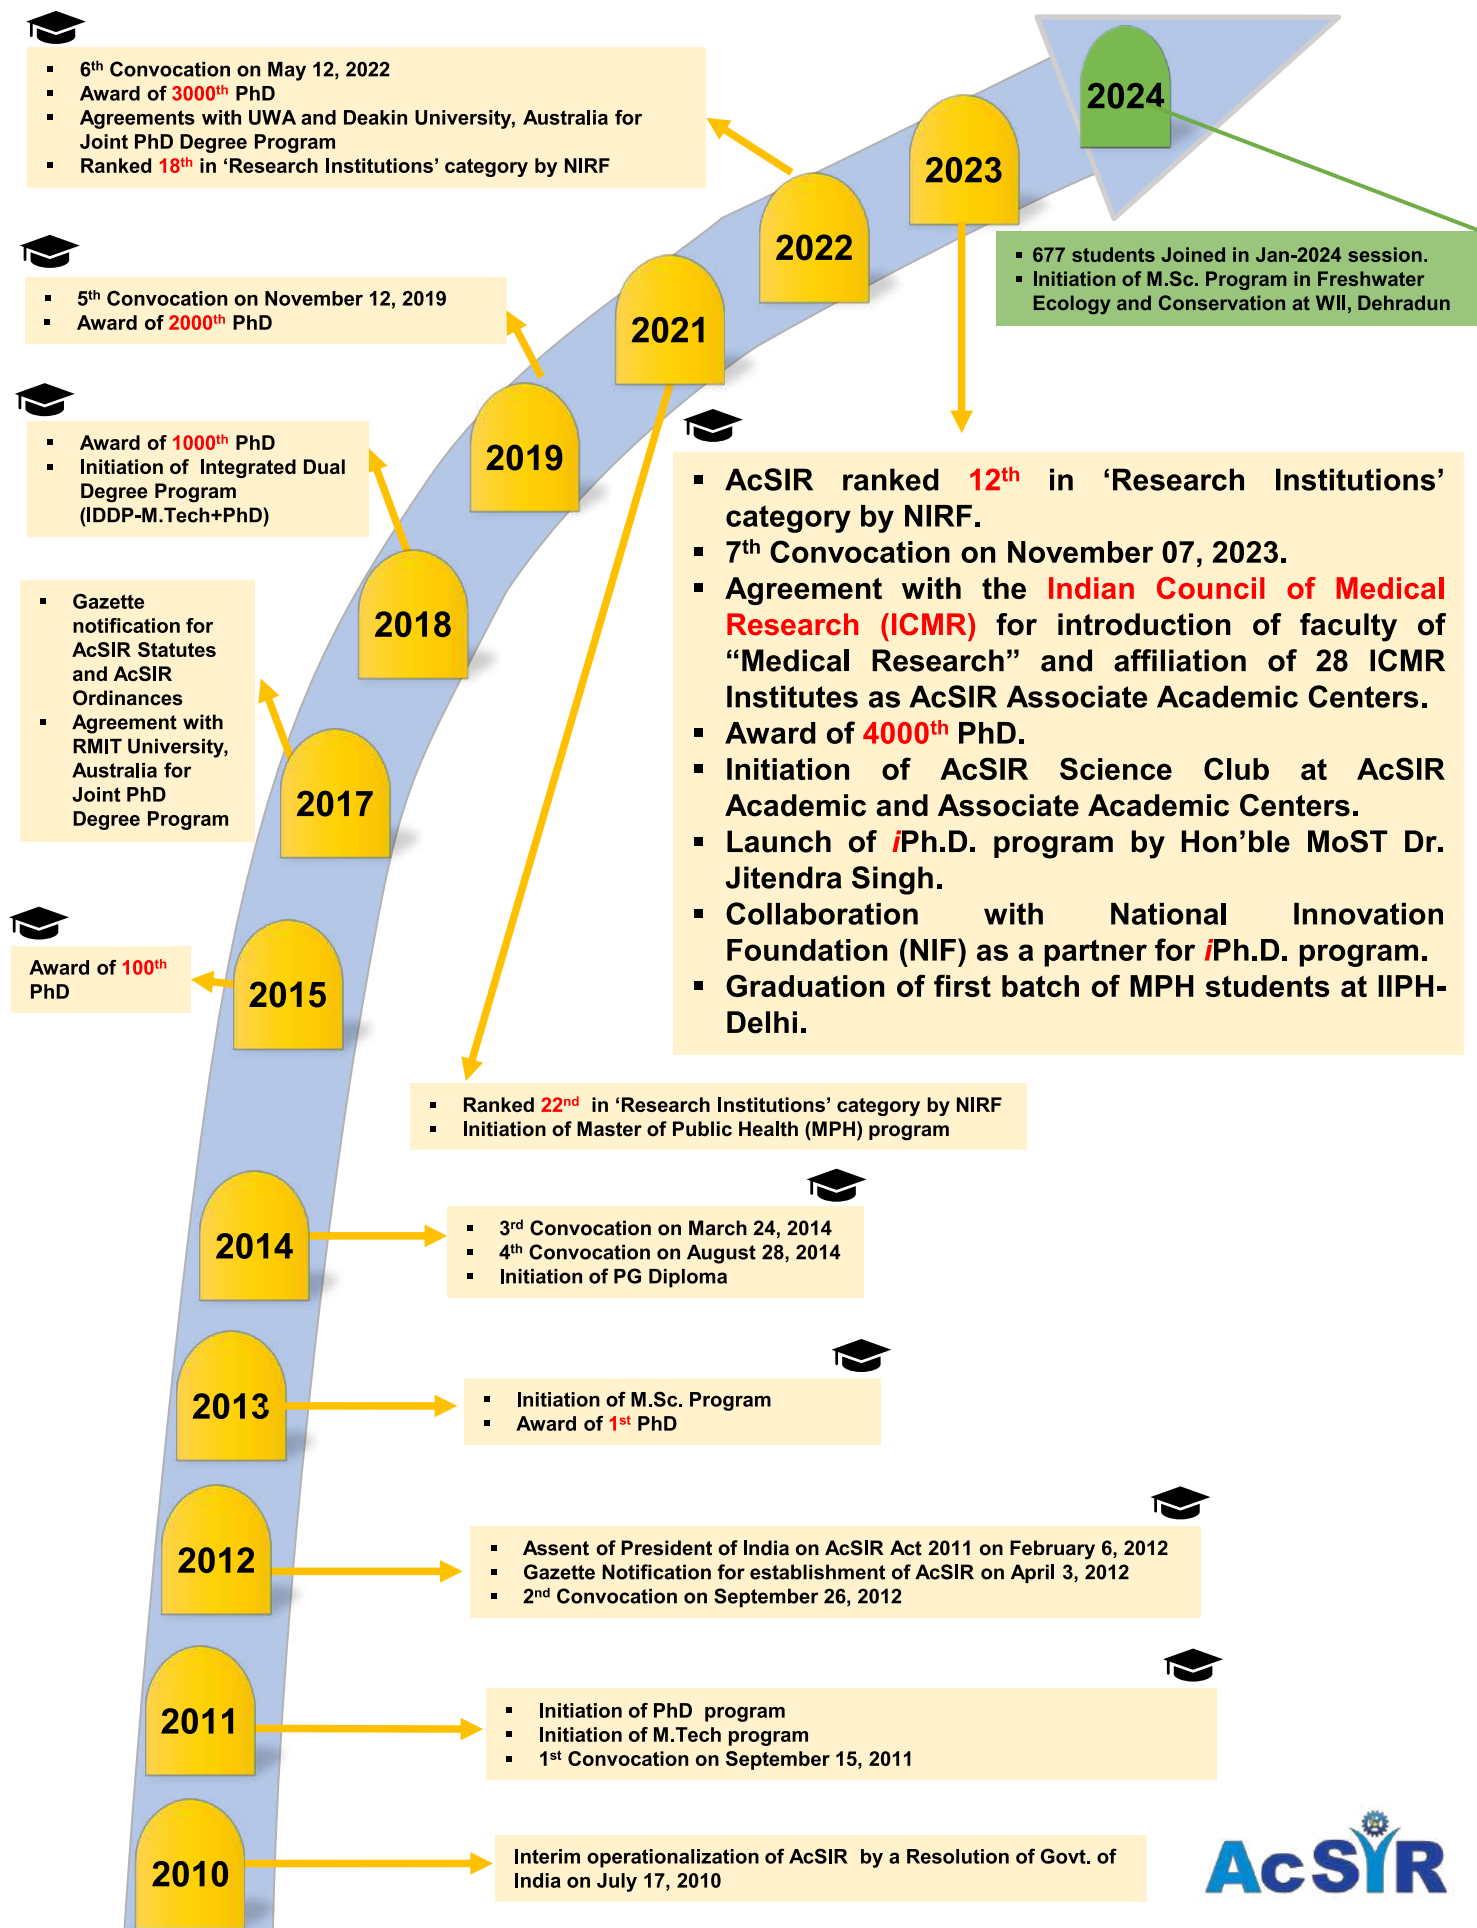 6th Convocation on May 12, 2022
Award of 3000th PhD
Agreements with UWA and Deakin University, Australia for
Joint PhD Degree Program
Ranked 18th in ‘Research Institutions’ category by NIRF
2024
2023
2022
677 students Joined in Jan-2024 session.
Initiation of M.Sc. Program in Freshwater
Ecology and Conservation at WII, Dehradun
5th Convocation on November 12, 2019
Award of 2000th PhD
2021
2019
Award of 1000th PhD
Initiation of Integrated Dual
Degree Program
(IDDP-M.Tech+PhD)
AcSIR ranked 12th in ‘Research Institutions’
category by NIRF.
7th Convocation on November 07, 2023.
Agreement with the Indian Council of Medical
Research (ICMR) for introduction of faculty of
“Medical Research” and affiliation of 28 ICMR
Institutes as AcSIR Associate Academic Centers.
Award of 4000th PhD.
Initiation of AcSIR Science Club at AcSIR
Academic and Associate Academic Centers.
Launch of iPh.D. program by Hon’ble MoST Dr.
Jitendra Singh.
Collaboration with National Innovation
Foundation (NIF) as a partner for iPh.D. program.
Graduation of first batch of MPH students at IIPH-
Delhi.
2018
Gazette
notification for
AcSIR Statutes
and AcSIR
Ordinances
Agreement with
RMIT University,
Australia for
Joint PhD
Degree Program
2017
Award of 100th
PhD
2015
Ranked 22nd in ‘Research Institutions’ category by NIRF
Initiation of Master of Public Health (MPH) program
2014
3rd Convocation on March 24, 2014
4th Convocation on August 28, 2014
Initiation of PG Diploma
2013
Initiation of M.Sc. Program
Award of 1st PhD
2012
Assent of President of India on AcSIR Act 2011 on February 6, 2012
Gazette Notification for establishment of AcSIR on April 3, 2012
2nd Convocation on September 26, 2012
2011
Initiation of PhD program
Initiation of M.Tech program
1st Convocation on September 15, 2011
2010
Interim operationalization of AcSIR by a Resolution of Govt. of
India on July 17, 2010
AcSIR